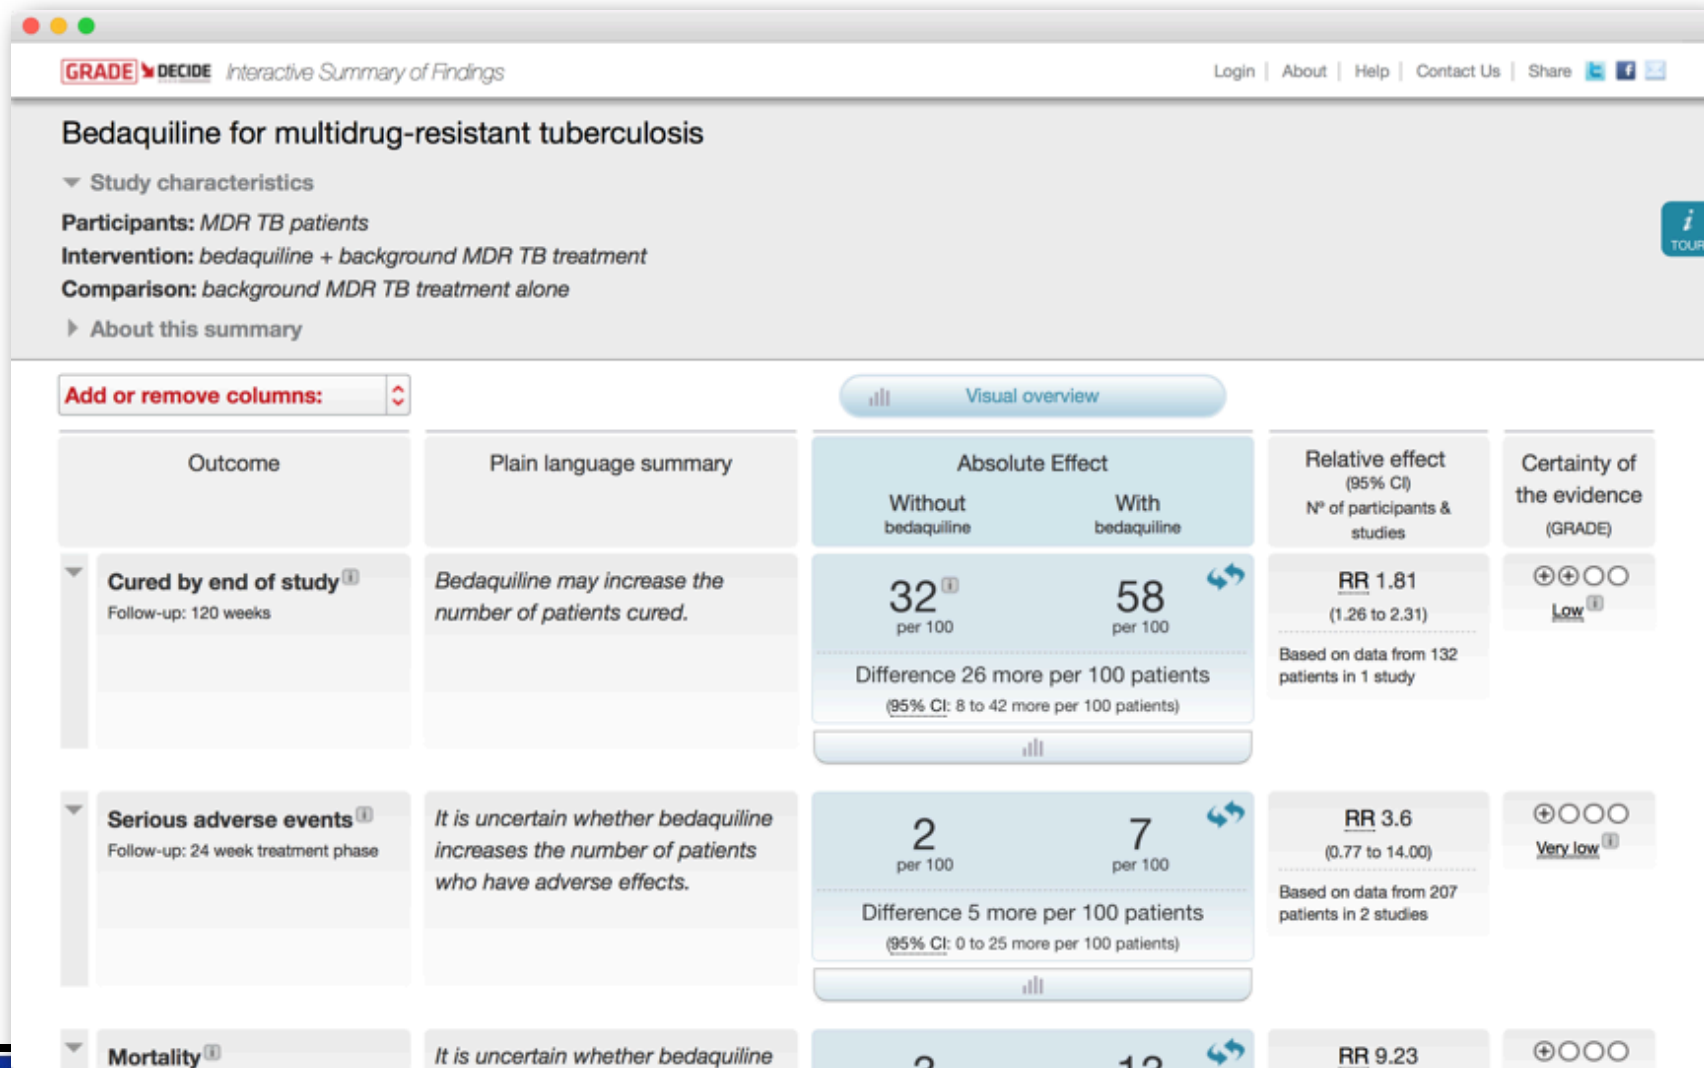 GRADE DECIDE Interactive Summary of Findings
Login | About | Help | Contact Us | Share
Bedaquiline for multidrug-resistant tuberculosis
Study characteristics
Participants: MDR TB patients
Intervention: bedaquiline + background MDR TB treatment
Comparison: background MDR TB treatment alone
About this summary
i
TOUR
Add or remove columns:
Visual overview
Outcome
Plain language summary
Absolute Effect
Without
bedaquiline
With
bedaquiline
Relative effect
(95% CI)
Nº of participants &
studies
Certainty of
the evidence
(GRADE)
Cured by end of study
Follow-up: 120 weeks
Bedaquiline may increase the
number of patients cured.
32
per 100
58
per 100
Difference 26 more per 100 patients
(95% CI: 8 to 42 more per 100 patients)
RR 1.81
(1.26 to 2.31)
Based on data from 132
patients in 1 study
Low
Serious adverse events
Follow-up: 24 week treatment phase
It is uncertain whether bedaquiline
increases the number of patients
who have adverse effects.
2
per 100
7
per 100
Difference 5 more per 100 patients
(95% CI: 0 to 25 more per 100 patients)
RR 3.6
(0.77 to 14.00)
Based on data from 207
patients in 2 studies
Very low
Mortality
It is uncertain whether bedaquiline
RR 9.23